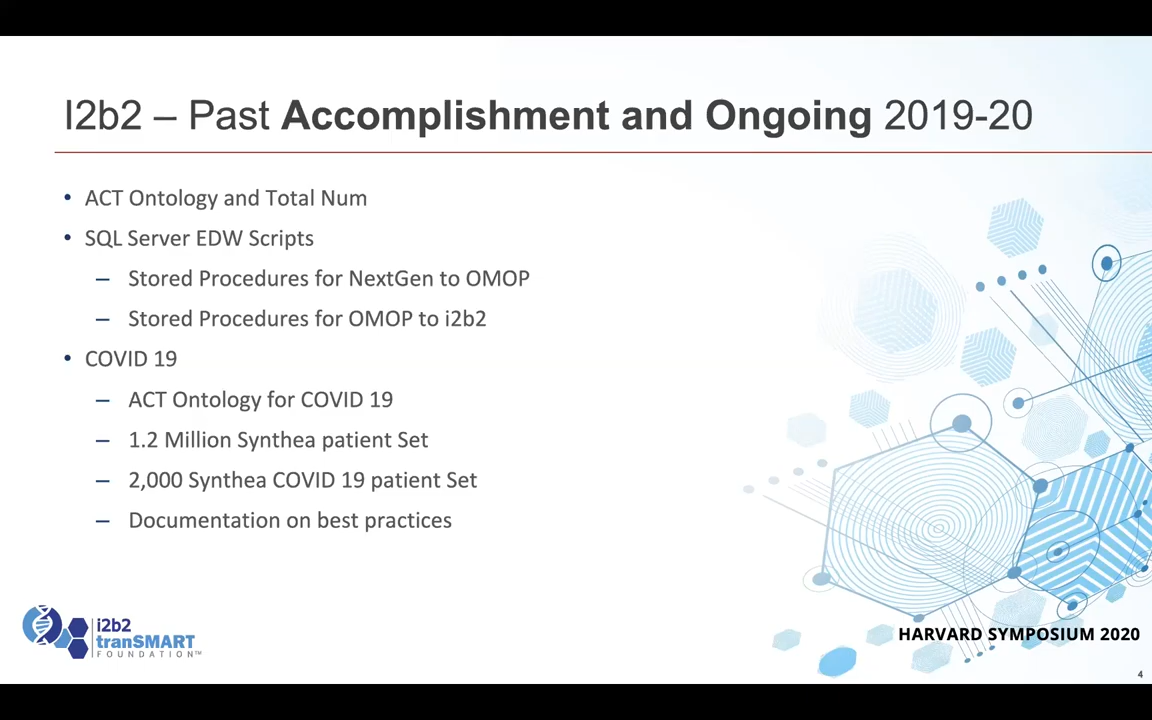 I2b2 – Past Accomplishment and Ongoing 2019-20
• ACT Ontology and Total Num
• SQL Server EDW Scripts
– Stored Procedures for NextGen to OMOP
– Stored Procedures for OMOP to i2b2
• COVID 19
– ACT Ontology for COVID 19
– 1.2 Million Synthea patient Set
– 2,000 Synthea COVID 19 patient Set
– Documentation on best practices
i2b2
tranSMART
FOUNDATION™
HARVARD SYMPOSIUM 2020
4